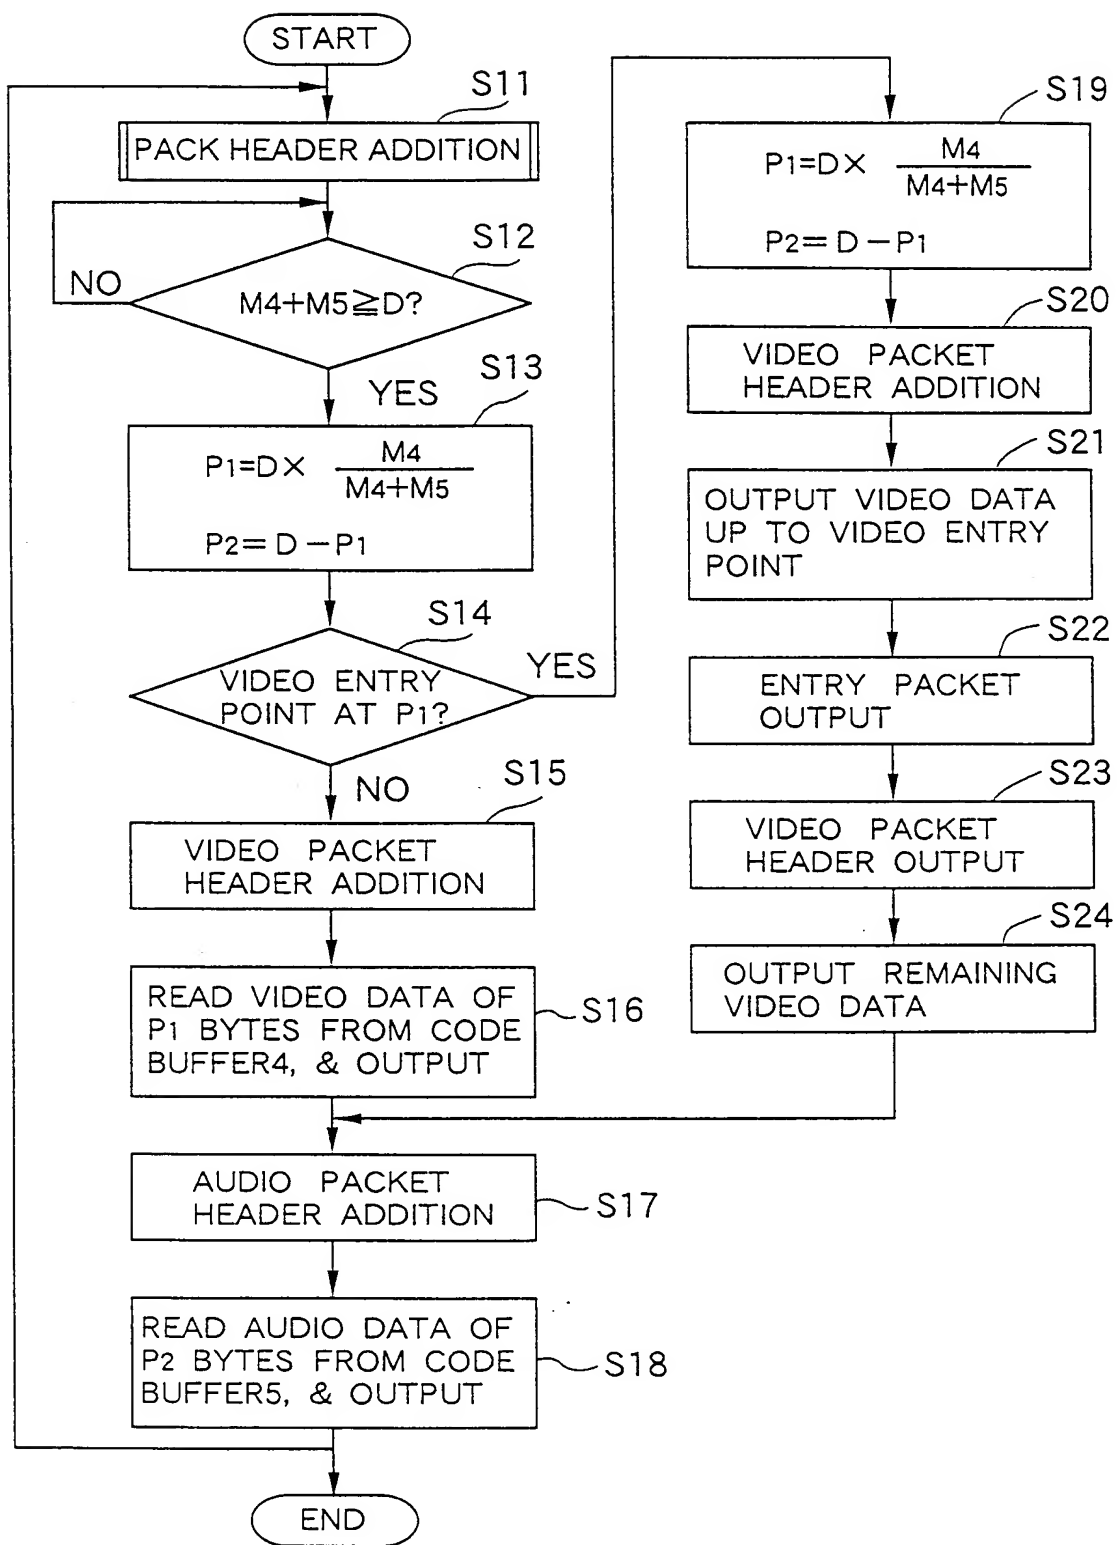 START
S11
PACK HEADER ADDITION
S12
NO
M4+M5≧D?
YES
S13
P1=D× M4
M4+M5
P2=D−P1
S14
VIDEO ENTRY
POINT AT P1?
YES
NO
S15
VIDEO PACKET
HEADER ADDITION
READ VIDEO DATA OF
P1 BYTES FROM CODE
BUFFER4, & OUTPUT
S16
AUDIO PACKET
HEADER ADDITION
S17
READ AUDIO DATA OF
P2 BYTES FROM CODE
BUFFER5, & OUTPUT
S18
END
S19
P1=D× M4
M4+M5
P2=D−P1
S20
VIDEO PACKET
HEADER ADDITION
S21
OUTPUT VIDEO DATA
UP TO VIDEO ENTRY
POINT
S22
ENTRY PACKET
OUTPUT
S23
VIDEO PACKET
HEADER OUTPUT
S24
OUTPUT REMAINING
VIDEO DATA